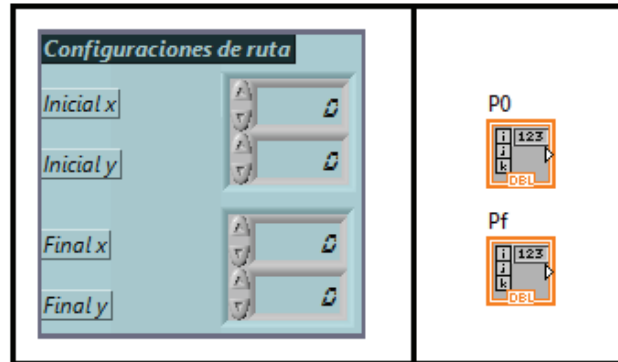 Configuraciones de ruta
Inicial x
0
Inicial y
0
Final x
0
Final y
0
P0
i
j
k
123
DBL
Pf
i
j
k
123
DBL